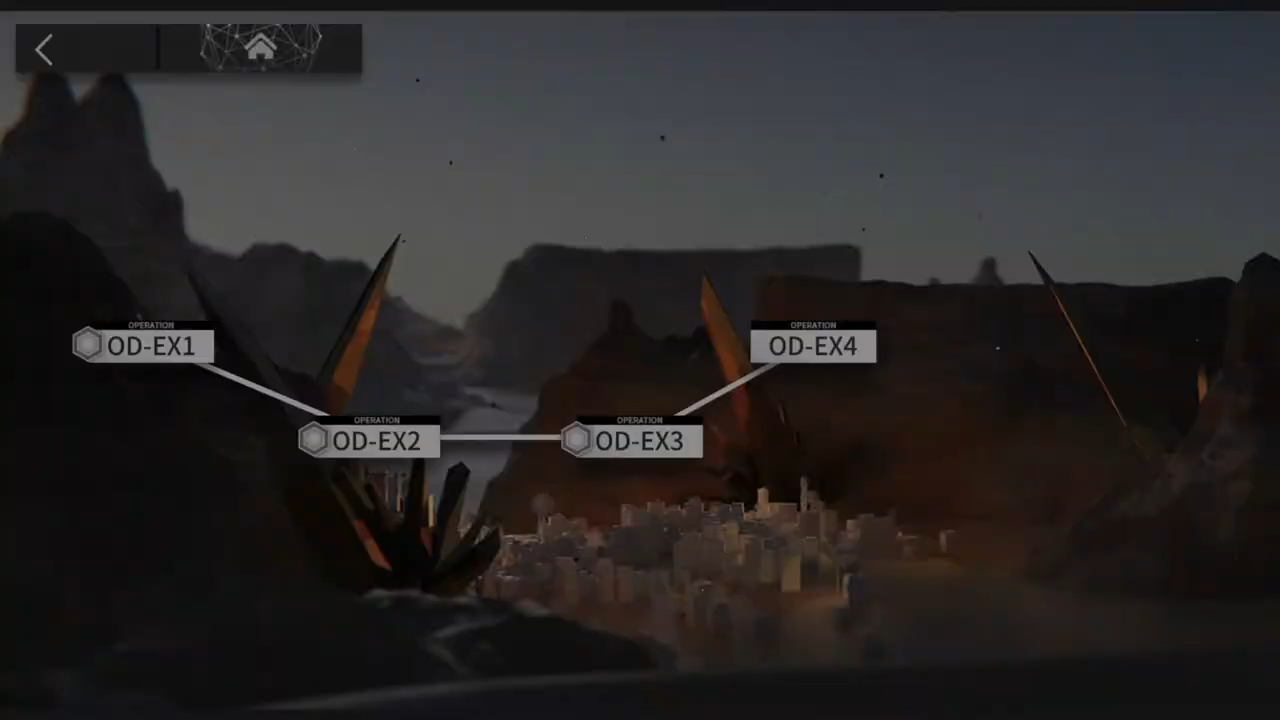 OPERATION
OD-EX1
OPERATION
OD-EX2
OPERATION
OD-EX3
OPERATION
OD-EX4